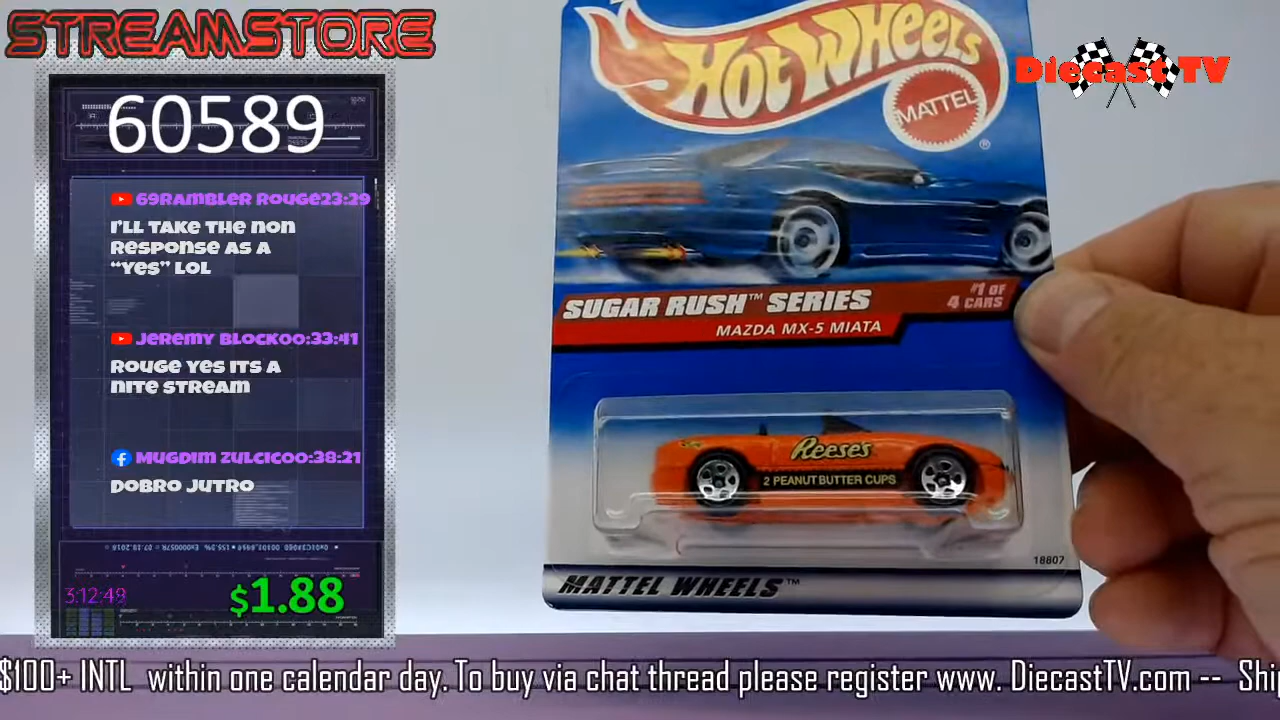 STREAMSTORE
60589
69Rambler Rouge23:29
I'll take the non
response as a
“yes” LOL
Jeremy Block00:33:41
Rouge yes its a
nite stream
Mugdim Zulcic00:38:21
Dobro jutro
3:12:49
$1.88
HOT WHEELS
MATTEL
®
Diecast TV
SUGAR RUSH™ SERIES
#1 OF
4 CARS
MAZDA MX-5 MIATA
Reese's
2 PEANUT BUTTER CUPS
18807
MATTEL WHEELS™
$100+ INTL within one calendar day. To buy via chat thread please register www. DiecastTV.com -- Ship